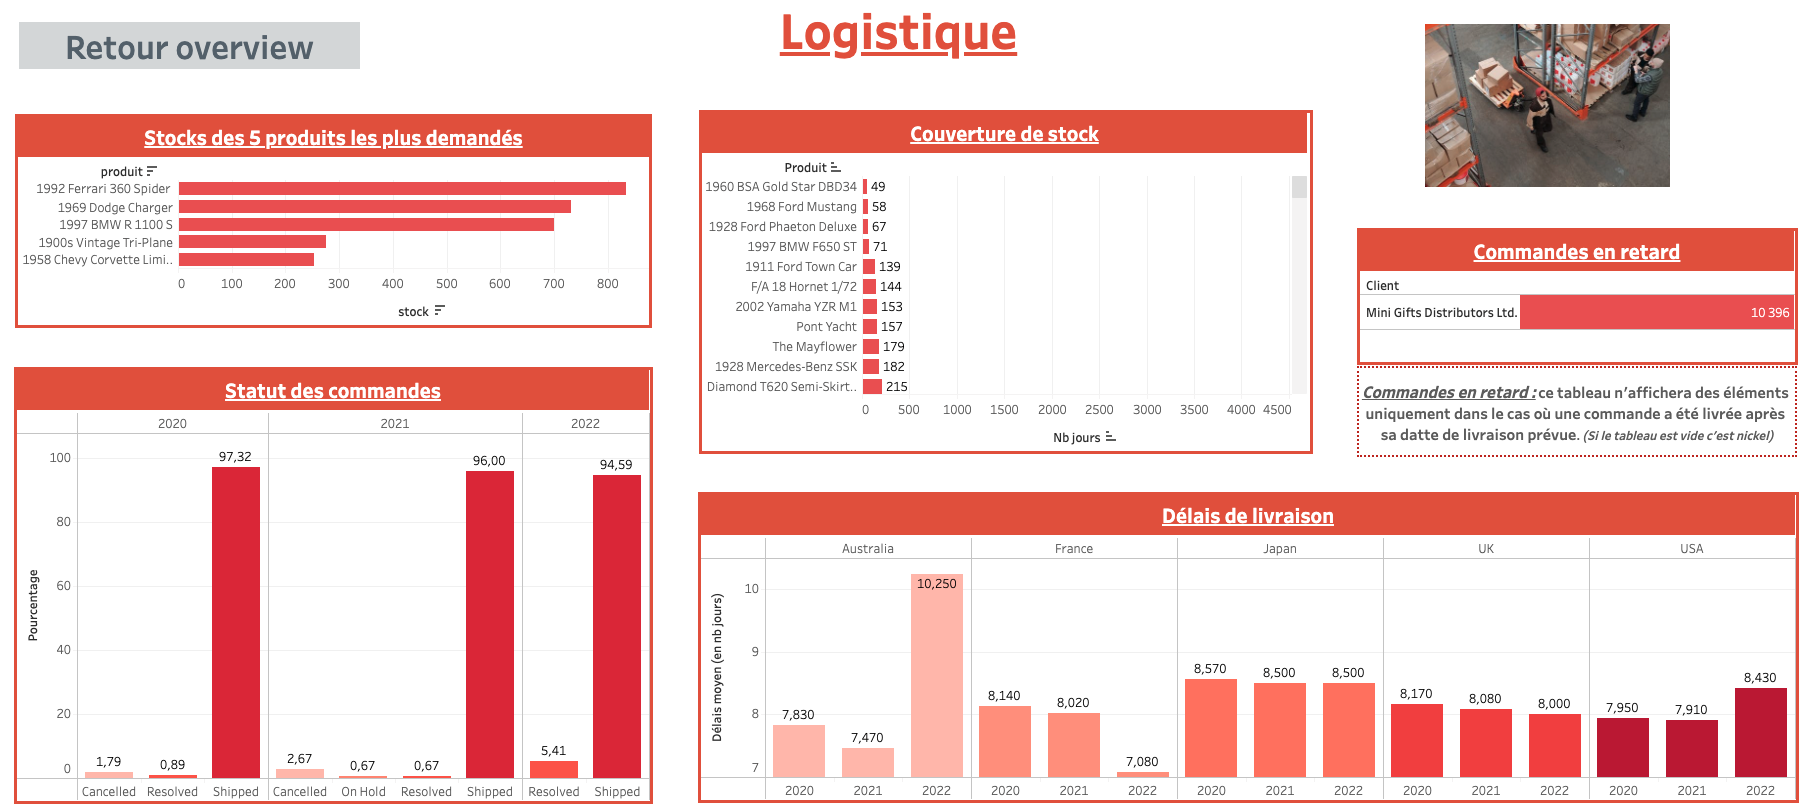 Retour overview
Logistique
Stocks des 5 produits les plus demandés
produit
1992 Ferrari 360 Spider
1969 Dodge Charger
1997 BMW R 1100 S
1900s Vintage Tri-Plane
1958 Chevy Corvette Limi..
0 100 200 300 400 500 600 700 800
stock
Couverture de stock
Produit
1960 BSA Gold Star DBD34 49
1968 Ford Mustang 58
1928 Ford Phaeton Deluxe 67
1997 BMW F650 ST 71
1911 Ford Town Car 139
F/A 18 Hornet 1/72 144
2002 Yamaha YZR M1 153
Pont Yacht 157
The Mayflower 179
1928 Mercedes-Benz SSK 182
Diamond T620 Semi-Skirt.. 215
0 500 1000 1500 2000 2500 3000 3500 4000 4500
Nb jours
Commandes en retard
Client
Mini Gifts Distributors Ltd. 10 396
Commandes en retard : ce tableau n'affichera des éléments
uniquement dans le cas où une commande a été livrée après
sa datte de livraison prévue. (Si le tableau est vide c'est nickel)
Statut des commandes
2020 2021 2022
Pourcentage
100
80
60
40
20
0
1,79 0,89 97,32 2,67 0,67 0,67 96,00 5,41 94,59
Cancelled Resolved Shipped Cancelled On Hold Resolved Shipped Resolved Shipped
Délais de livraison
Australia France Japan UK USA
Délais moyen (en nb jours)
10
9
8
7
7,830 7,470 10,250 8,140 8,020 7,080 8,570 8,500 8,500 8,170 8,080 8,000 7,950 7,910 8,430
2020 2021 2022 2020 2021 2022 2020 2021 2022 2020 2021 2022 2020 2021 2022